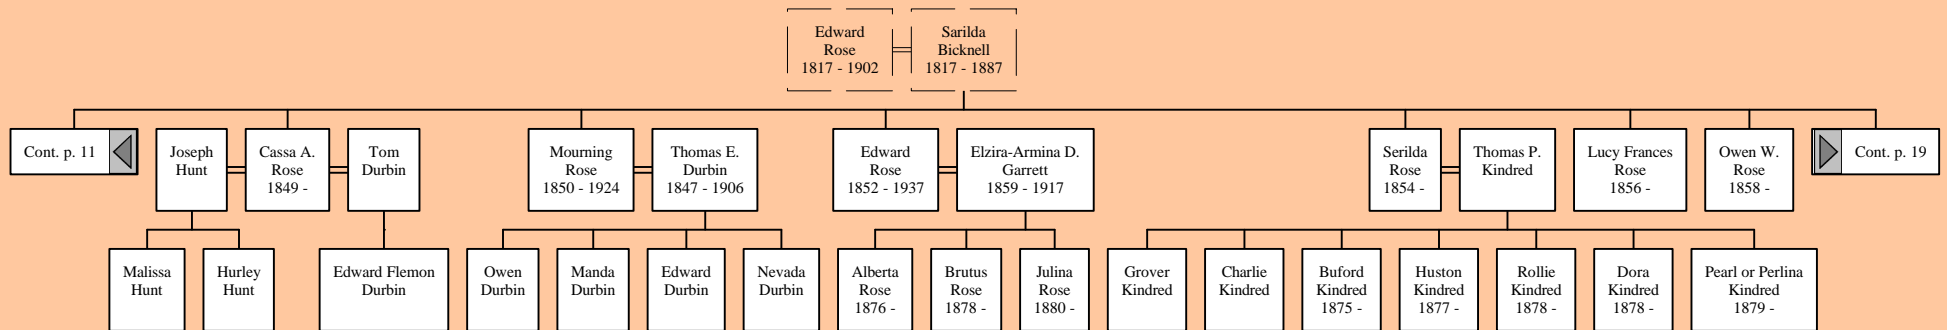 Edward
Rose
1817 - 1902
Sarilda
Bicknell
1817 - 1887
Cont. p. 11
Joseph
Hunt
Cassa A.
Rose
1849 -
Tom
Durbin
Mourning
Rose
1850 - 1924
Thomas E.
Durbin
1847 - 1906
Edward
Rose
1852 - 1937
Elzira-Armina D.
Garrett
1859 - 1917
Serilda
Rose
1854 -
Thomas P.
Kindred
Lucy Frances
Rose
1856 -
Owen W.
Rose
1858 -
Cont. p. 19
Malissa
Hunt
Hurley
Hunt
Edward Flemon
Durbin
Owen
Durbin
Manda
Durbin
Edward
Durbin
Nevada
Durbin
Alberta
Rose
1876 -
Brutus
Rose
1878 -
Julina
Rose
1880 -
Grover
Kindred
Charlie
Kindred
Buford
Kindred
1875 -
Huston
Kindred
1877 -
Rollie
Kindred
1878 -
Dora
Kindred
1878 -
Pearl or Perlina
Kindred
1879 -